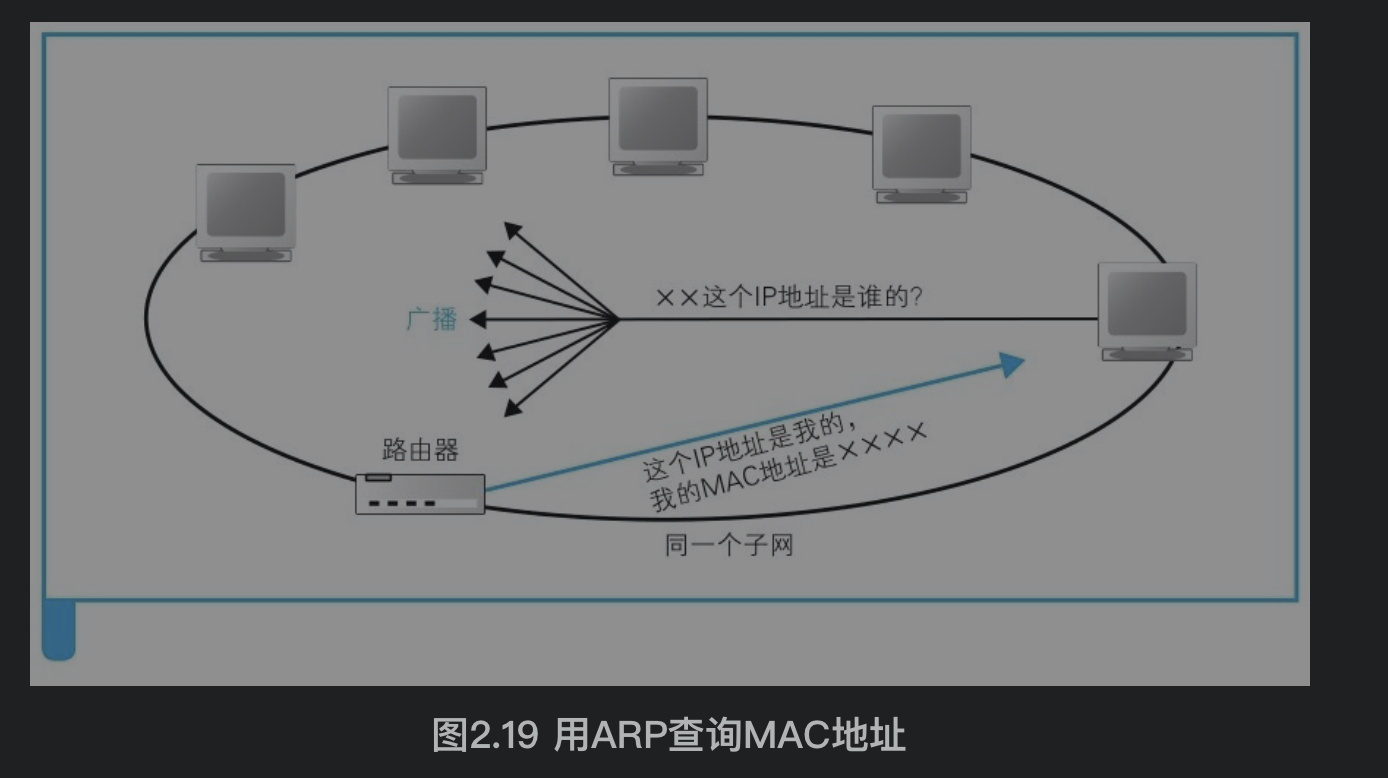 ××这个IP地址是谁的?
广播
这个IP地址是我的，
我的MAC地址是××××
路由器
同一个子网
图2.19 用ARP查询MAC地址